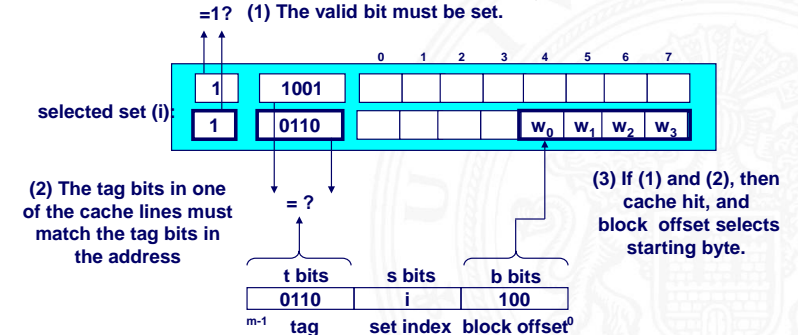 =1? (1) The valid bit must be set.
0 1 2 3 4 5 6 7
1 1001
selected set (i):
1 0110 w0 w1 w2 w3
(2) The tag bits in one
of the cache lines must
match the tag bits in
the address
= ?
(3) If (1) and (2), then
cache hit, and
block offset selects
starting byte.
t bits s bits b bits
0110 i 100
m-1 tag set index block offset 0